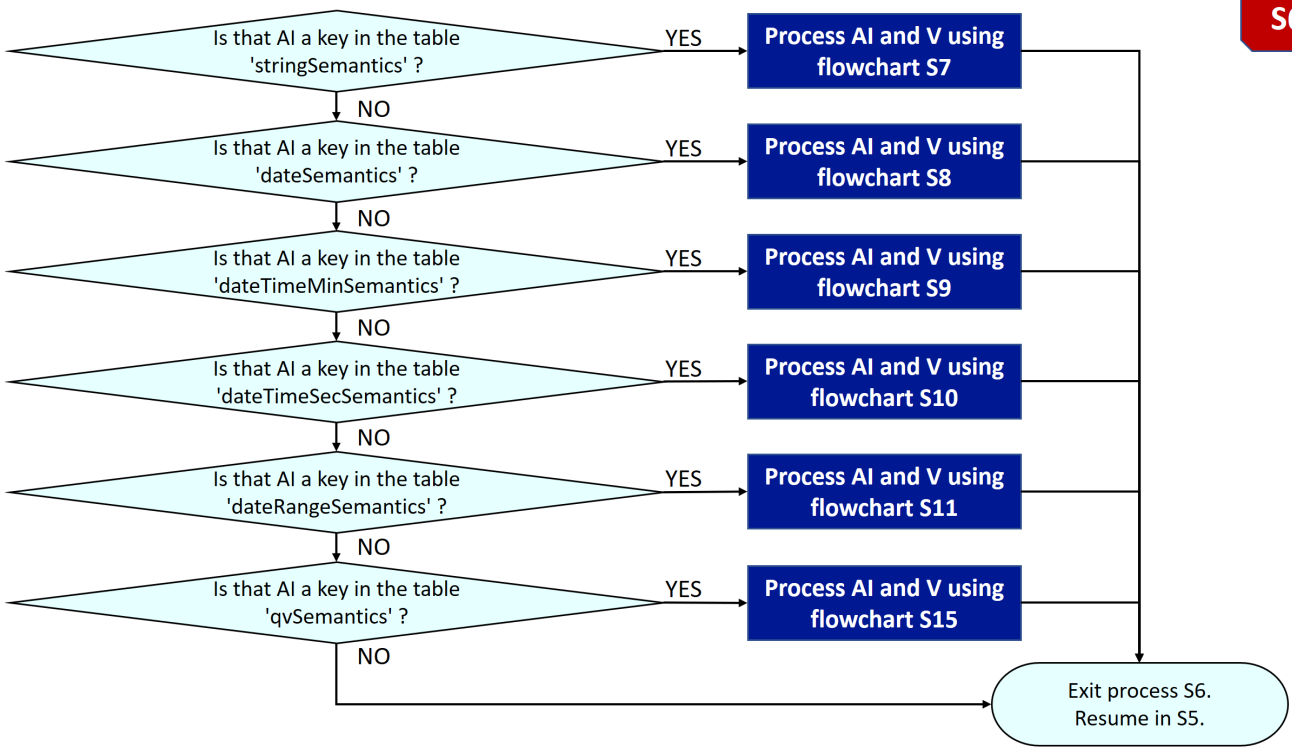 Is that AI a key in the table
'stringSemantics' ?
YES
Process AI and V using
flowchart S7
NO
Is that AI a key in the table
'dateSemantics' ?
YES
Process AI and V using
flowchart S8
NO
Is that AI a key in the table
'dateTimeMinSemantics' ?
YES
Process AI and V using
flowchart S9
NO
Is that AI a key in the table
'dateTimeSecSemantics' ?
YES
Process AI and V using
flowchart S10
NO
Is that AI a key in the table
'dateRangeSemantics' ?
YES
Process AI and V using
flowchart S11
NO
Is that AI a key in the table
'qvSemantics' ?
YES
Process AI and V using
flowchart S15
NO
Exit process S6.
Resume in S5.